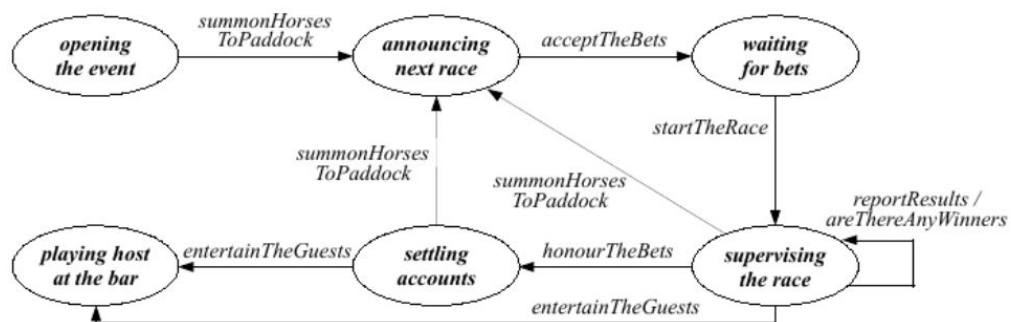 summonHorses
ToPaddock
opening
the event
announcing
next race
acceptTheBets
waiting
for bets
startTheRace
summonHorses
ToPaddock
summonHorses
ToPaddock
reportResults /
areThereAnyWinners
playing host
at the bar
entertainTheGuests
settling
accounts
honourTheBets
supervising
the race
entertainTheGuests